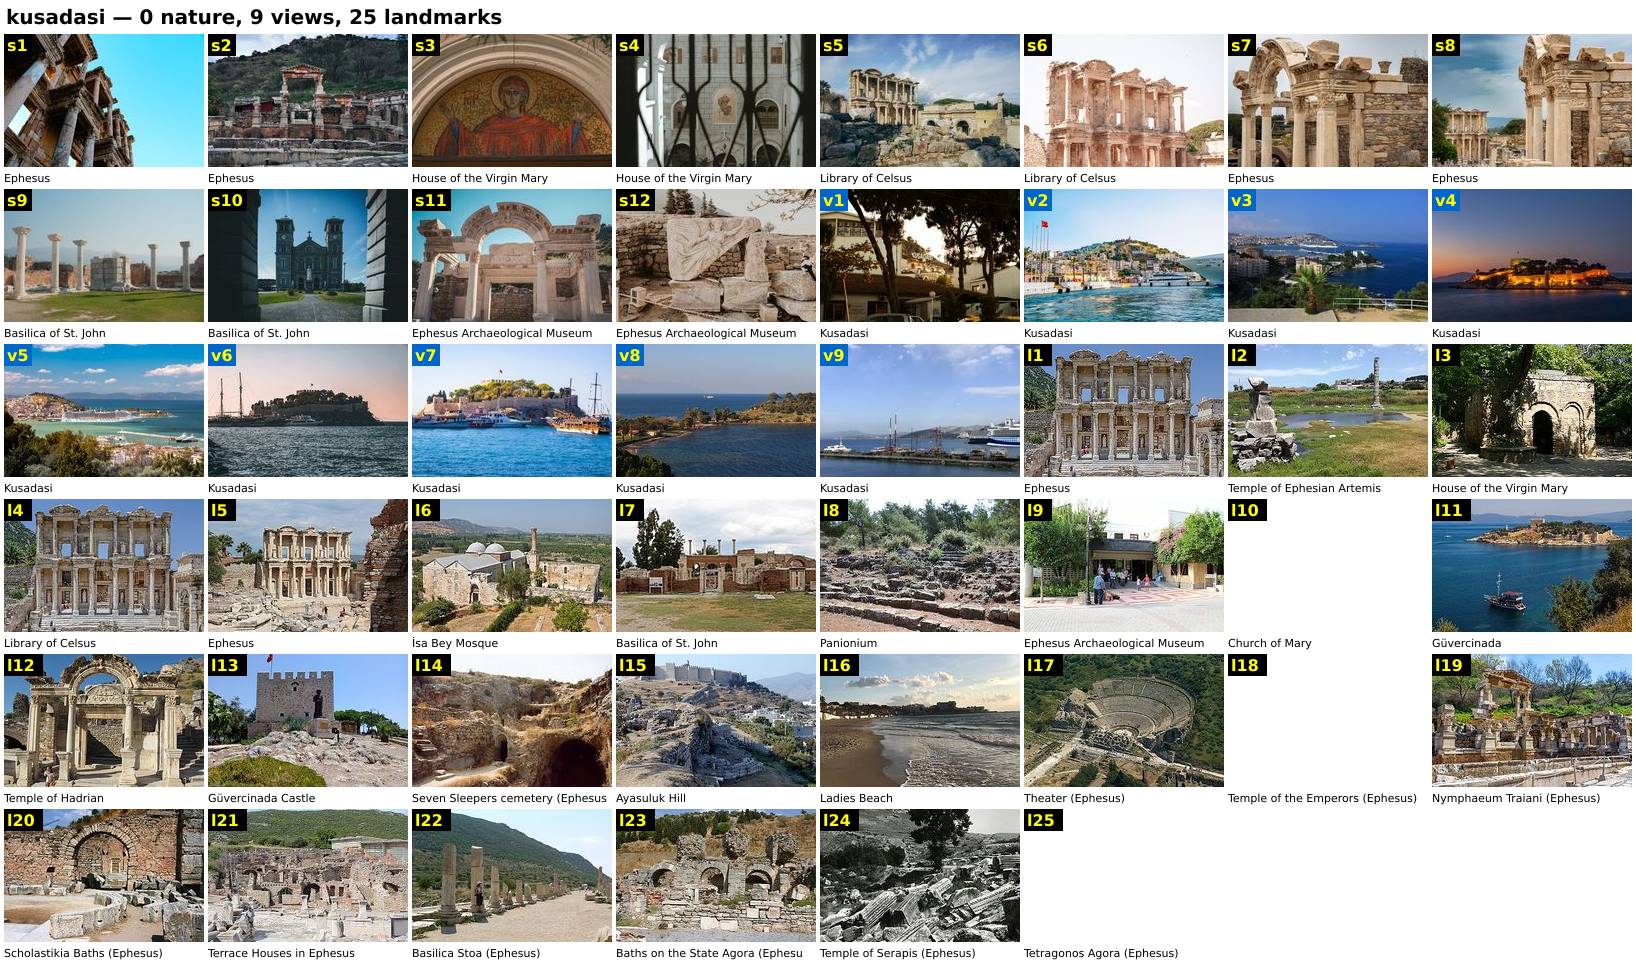 kusadasi — 0 nature, 9 views, 25 landmarks
s1 s2 s3 s4 s5 s6 s7 s8
Ephesus Ephesus House of the Virgin Mary House of the Virgin Mary Library of Celsus Library of Celsus Ephesus Ephesus
s9 s10 s11 s12 v1 v2 v3 v4
Basilica of St. John Basilica of St. John Ephesus Archaeological Museum Ephesus Archaeological Museum Kusadasi Kusadasi Kusadasi Kusadasi
v5 v6 v7 v8 v9 l1 l2 l3
Kusadasi Kusadasi Kusadasi Kusadasi Kusadasi Ephesus Temple of Ephesian Artemis House of the Virgin Mary
l4 l5 l6 l7 l8 l9 l10 l11
Library of Celsus Ephesus İsa Bey Mosque Basilica of St. John Panionium Ephesus Archaeological Museum Church of Mary Güvercinada
l12 l13 l14 l15 l16 l17 l18 l19
Temple of Hadrian Güvercinada Castle Seven Sleepers cemetery (Ephesus Ayasuluk Hill Ladies Beach Theater (Ephesus) Temple of the Emperors (Ephesus) Nymphaeum Traiani (Ephesus)
l20 l21 l22 l23 l24 l25
Scholastikia Baths (Ephesus) Terrace Houses in Ephesus Basilica Stoa (Ephesus) Baths on the State Agora (Ephesu Temple of Serapis (Ephesus) Tetragonos Agora (Ephesus)